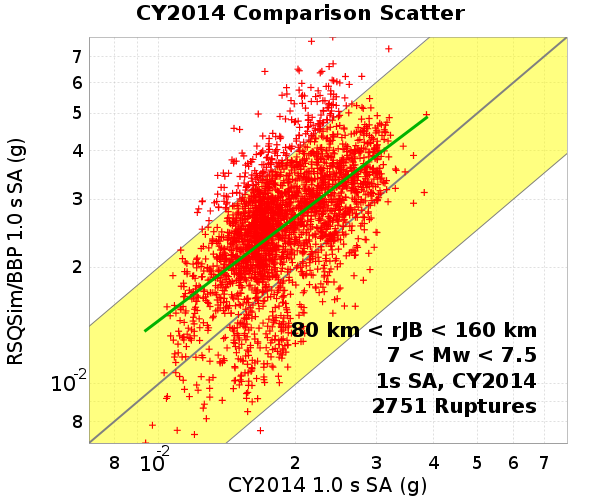 CY2014 Comparison Scatter
RSQSim/BBP 1.0 s SA (g)
7
6
5
4
3
2
10-2
8
80 km < rJB < 160 km
7 < Mw < 7.5
1s SA, CY2014
2751 Ruptures
8 10-2 2 3 4 5 6 7
CY2014 1.0 s SA (g)